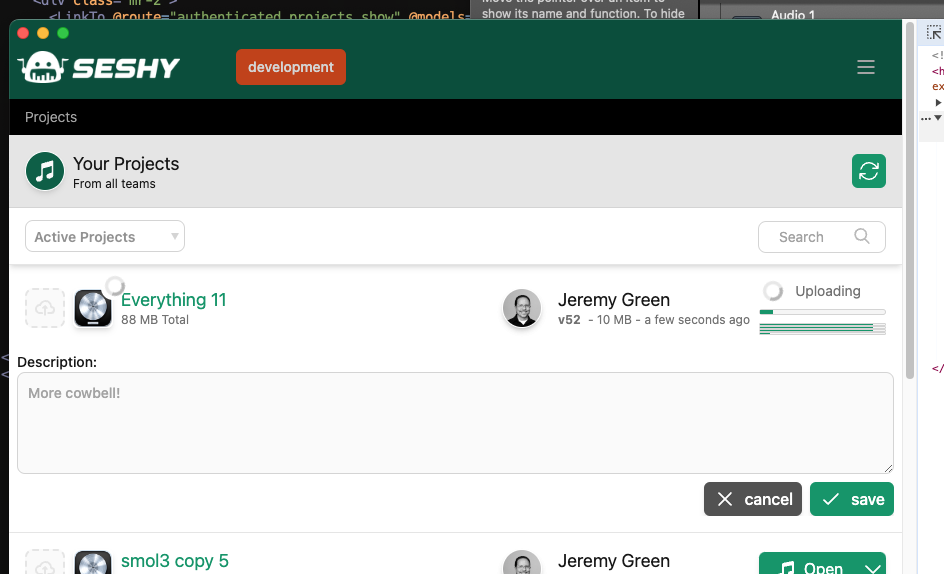 <div class="mr-2">
<LinkTo @route="authenticated.projects.show" @models=
Move the pointer over an item to
show its name and function. To hide
Audio 1
SESHY
development
Projects
Your Projects
From all teams
Active Projects
Search
Everything 11
88 MB Total
Jeremy Green
v52 - 10 MB - a few seconds ago
Uploading
Description:
More cowbell!
cancel
save
smol3 copy 5
Jeremy Green
Open
<!
<h
ex
...
</
<
<